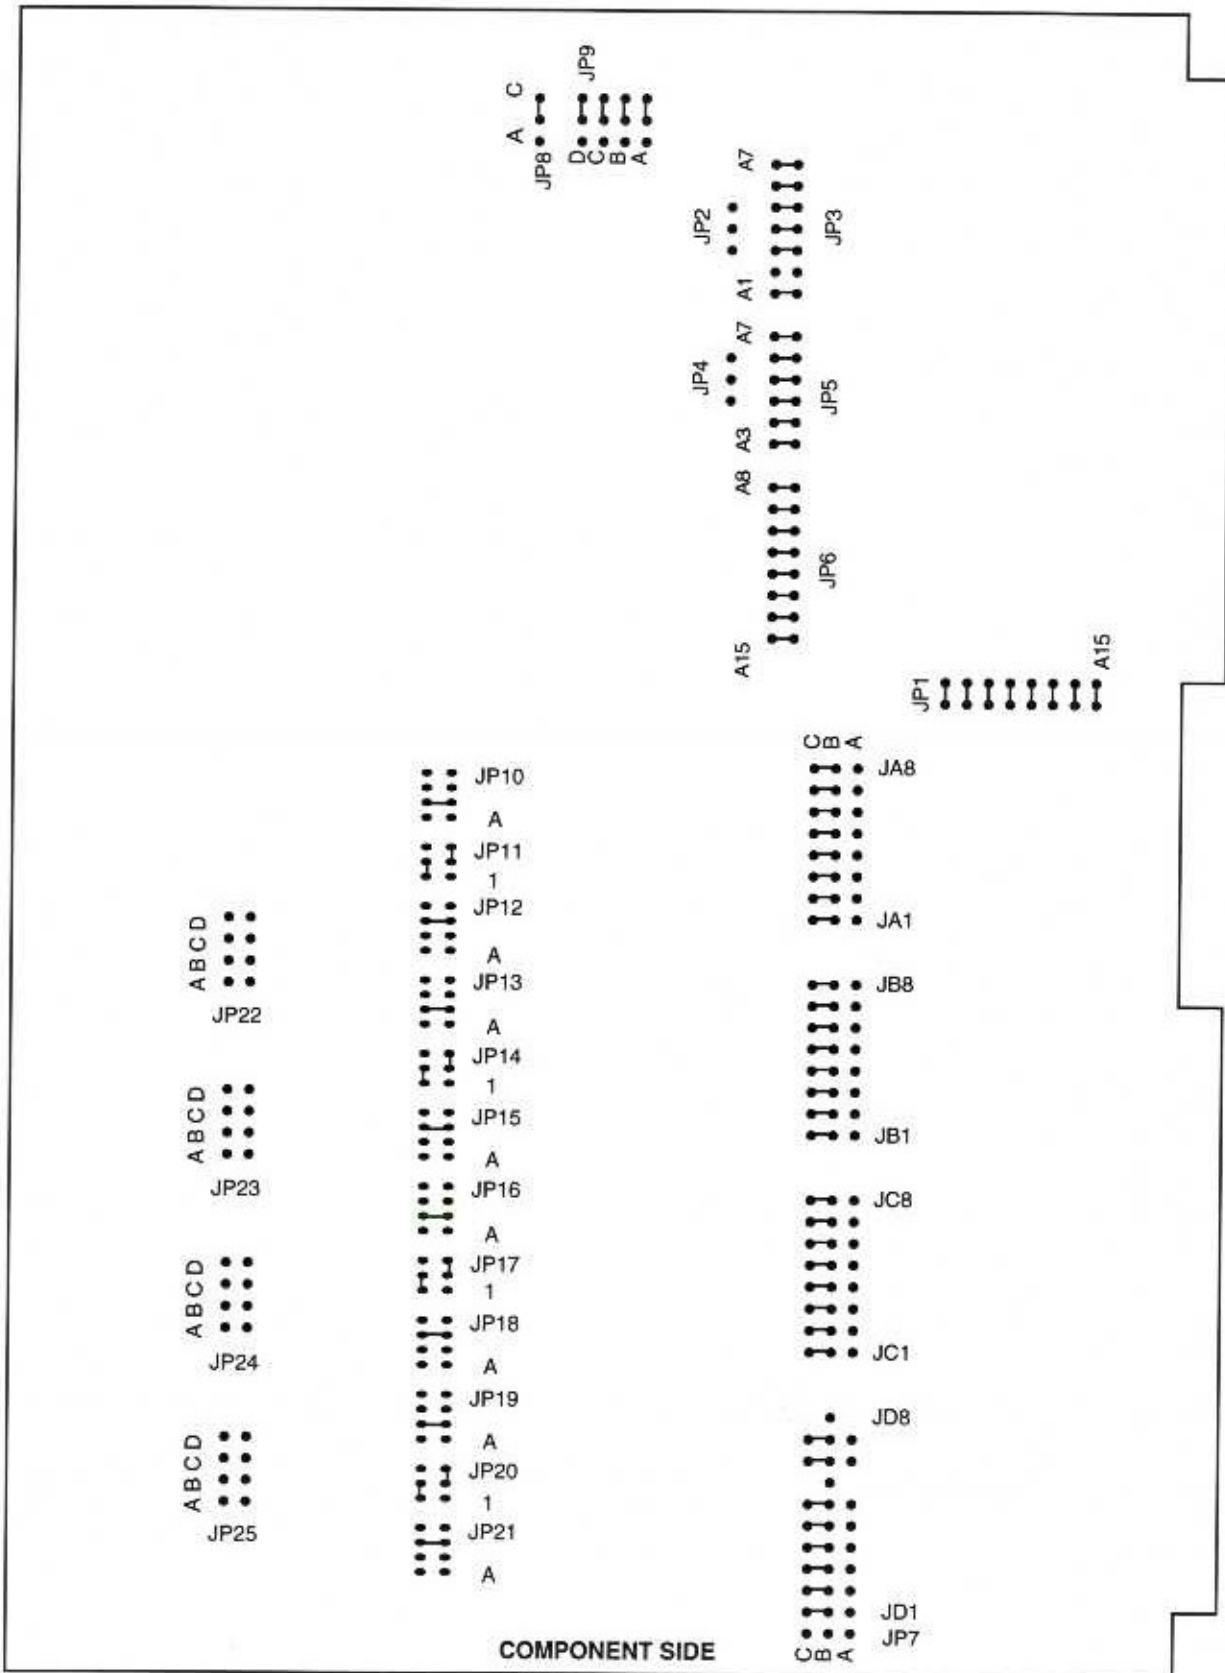 A C
JP8
JP9
D
C
B
A
JP2
A1
A7
JP3
JP4
A3
A7
JP5
A15
A8
JP6
JP1
A15
C
B
A
JA8
JA1
JB8
JB1
JC8
JC1
JD8
JD1
JP7
C
B
A
JP10
A
JP11
1
JP12
A
JP13
A
JP14
1
JP15
A
JP16
A
JP17
1
JP18
A
JP19
A
JP20
1
JP21
A
A B C D
JP22
A B C D
JP23
A B C D
JP24
A B C D
JP25
COMPONENT SIDE